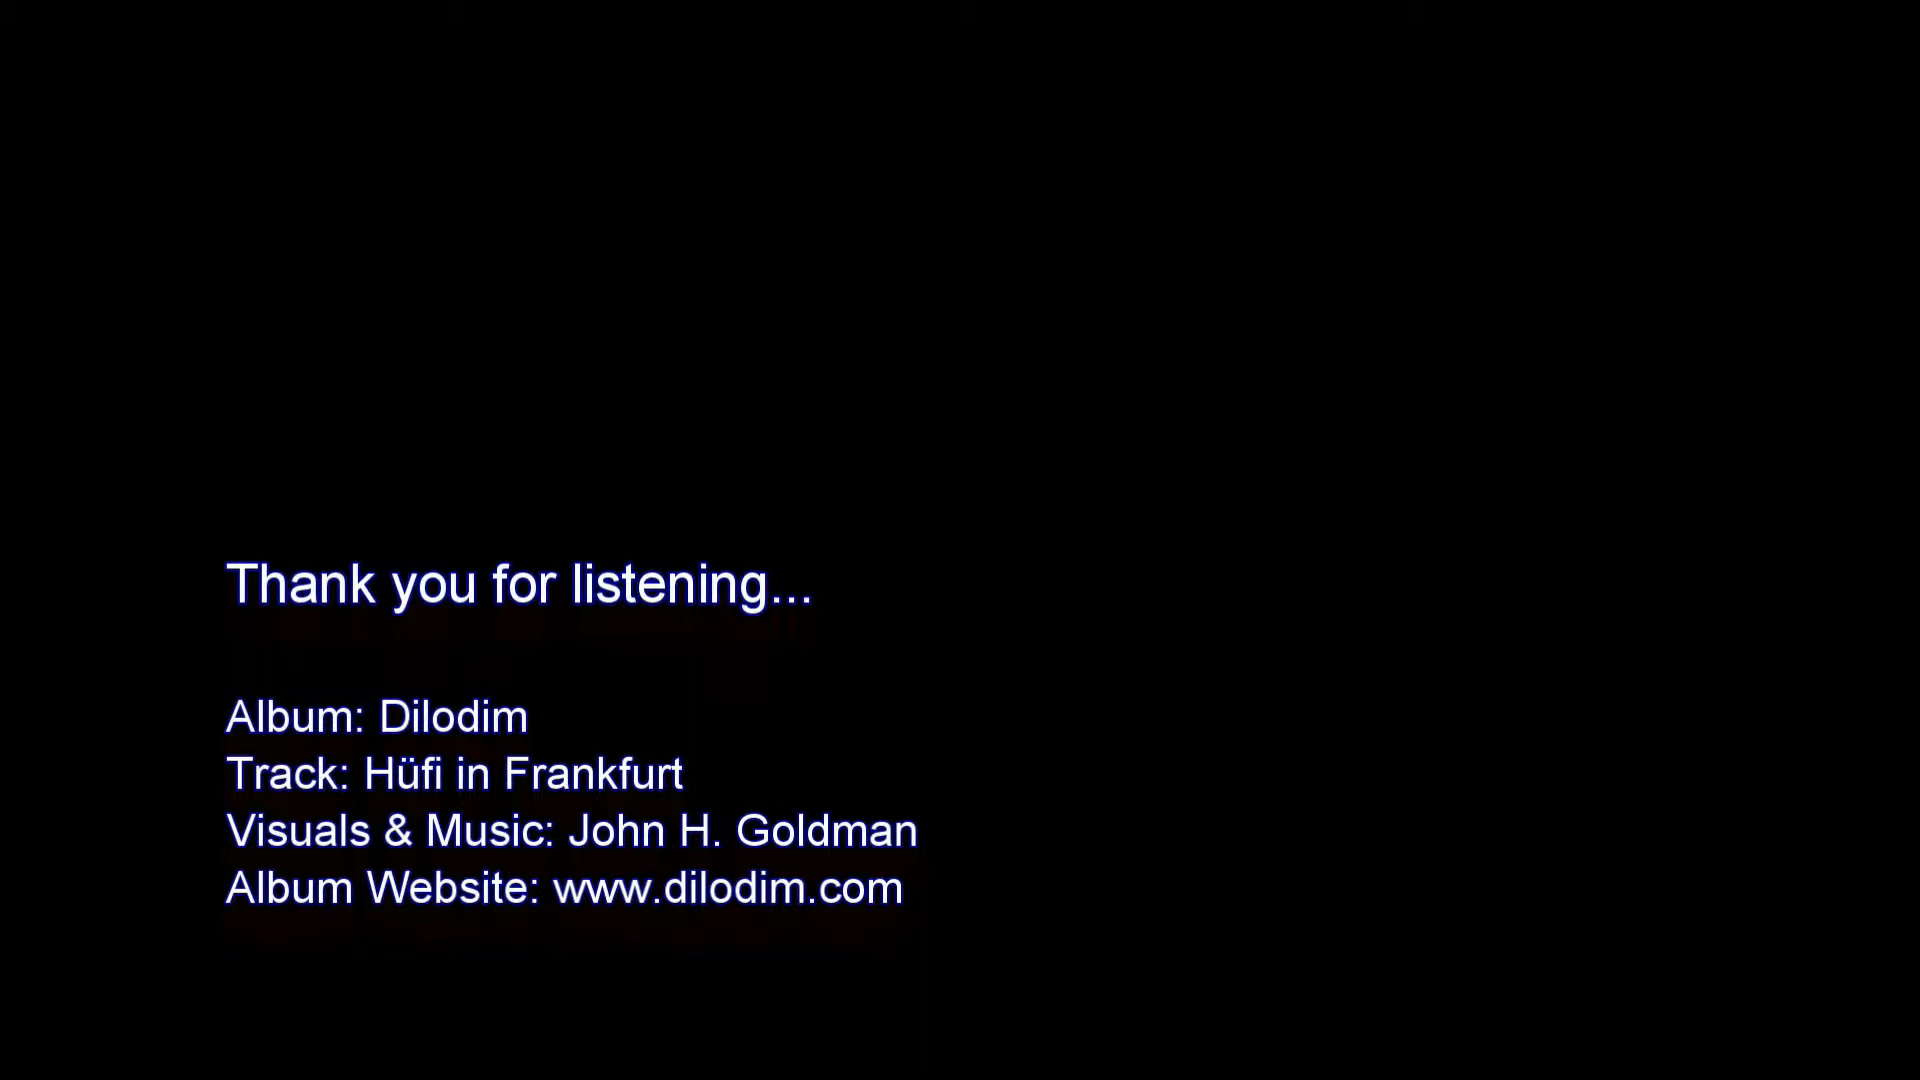 Thank you for listening...
Album: Dilodim
Track: Hüfi in Frankfurt
Visuals & Music: John H. Goldman
Album Website: www.dilodim.com